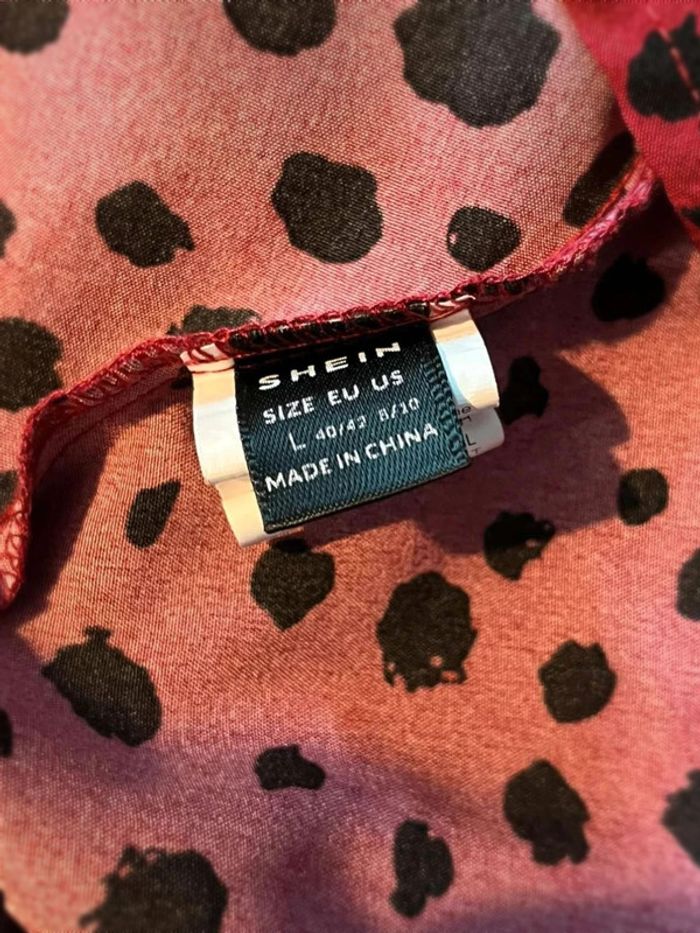 SHEIN
SIZE EU US
L 40/42 8/10
MADE IN CHINA
L